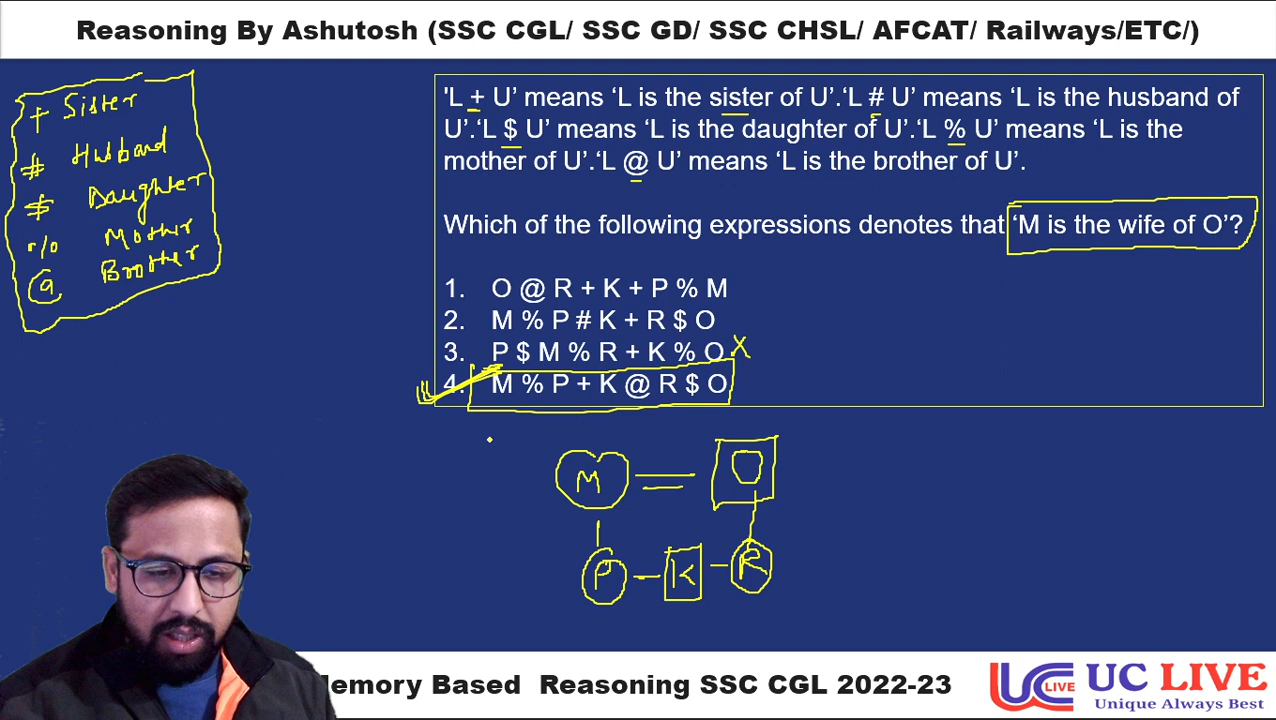 Reasoning By Ashutosh (SSC CGL/ SSC GD/ SSC CHSL/ AFCAT/ Railways/ETC/)
+ Sister
# Husband
$ Daughter
% Mother
@ Brother
'L + U’ means ‘L is the sister of U’.‘L # U’ means ‘L is the husband of
U’.‘L $ U’ means ‘L is the daughter of U’.‘L % U’ means ‘L is the
mother of U’.‘L @ U’ means ‘L is the brother of U’.
Which of the following expressions denotes that ‘M is the wife of O’?
1. O @ R + K + P % M
2. M % P # K + R $ O
3. P $ M % R + K % O X
4. M % P + K @ R $ O
M = O
P - K - R
Memory Based Reasoning SSC CGL 2022-23
UC LIVE UC LIVE
Unique Always Best